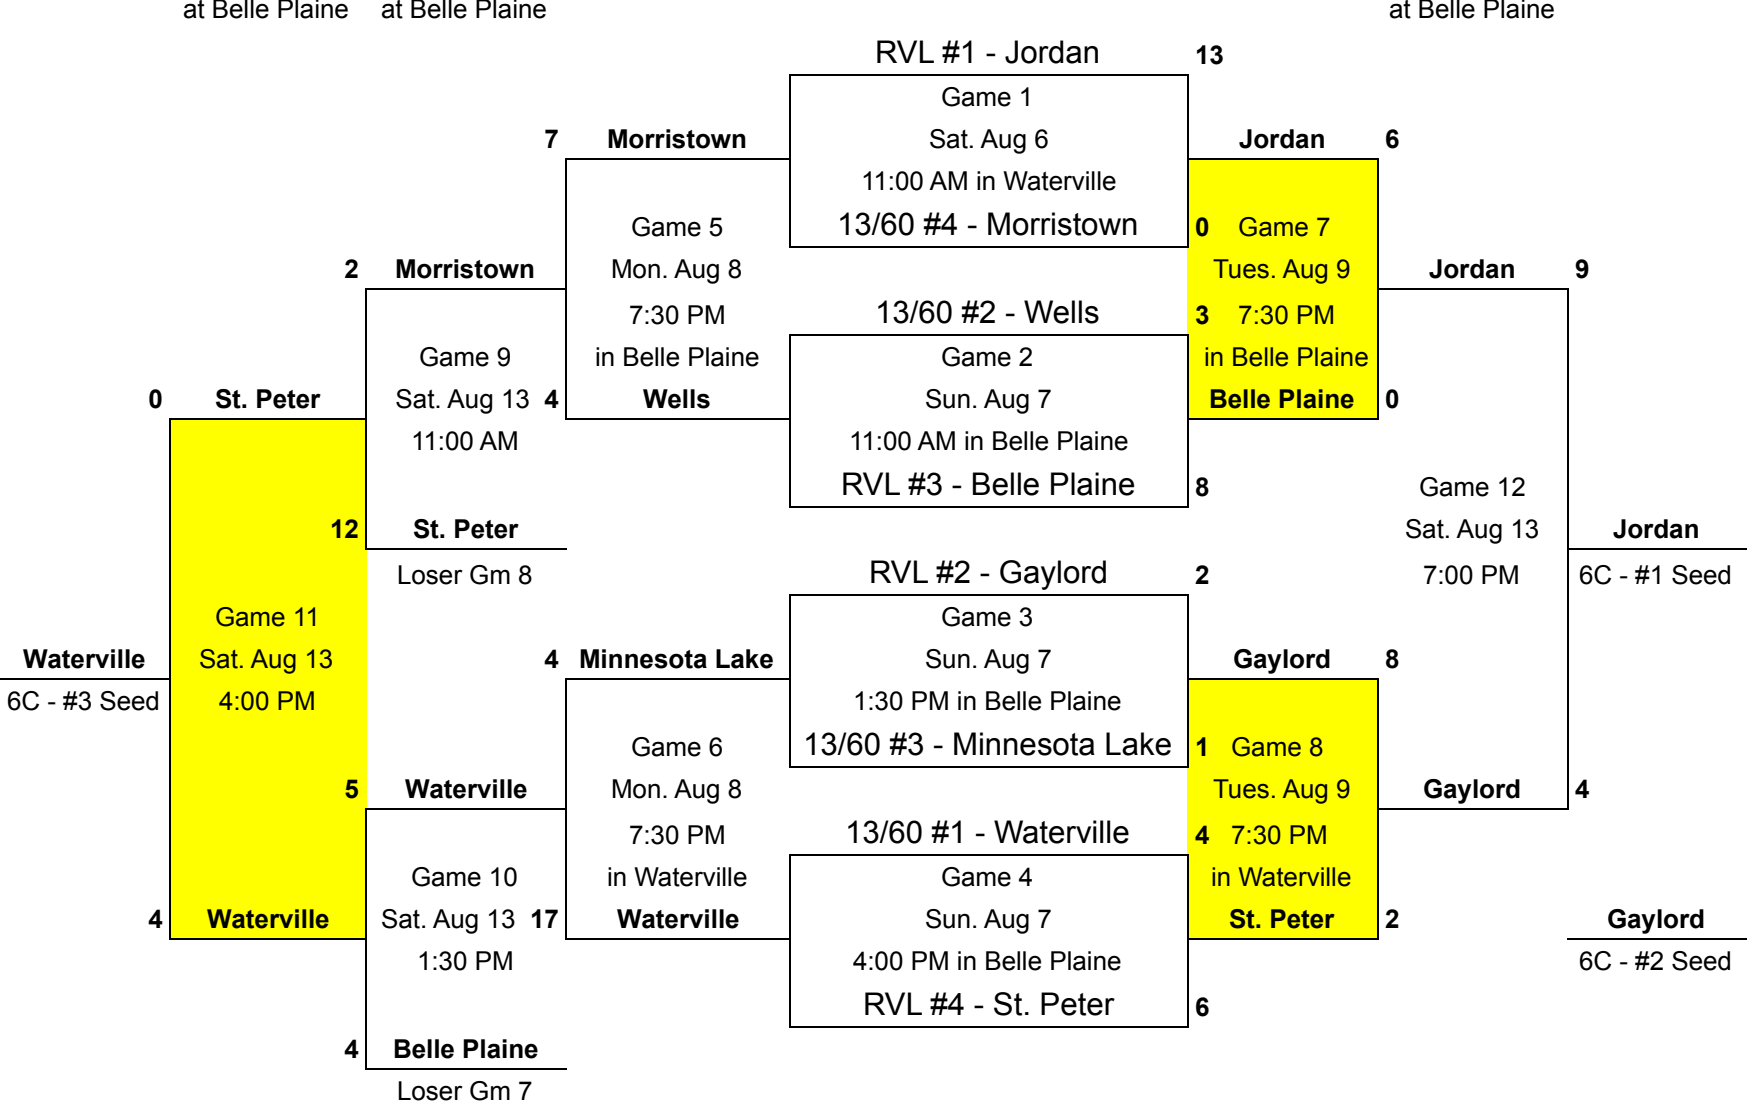 at Belle Plaine at Belle Plaine at Belle Plaine
RVL #1 - Jordan 13
Game 1
7 Morristown Sat. Aug 6 Jordan 6
11:00 AM in Waterville
Game 5 13/60 #4 - Morristown 0 Game 7
2 Morristown Mon. Aug 8 Tues. Aug 9 Jordan 9
7:30 PM 13/60 #2 - Wells 3 7:30 PM
Game 9 in Belle Plaine Game 2 in Belle Plaine
0 St. Peter Sat. Aug 13 4 Wells Sun. Aug 7 Belle Plaine 0
11:00 AM 11:00 AM in Belle Plaine
RVL #3 - Belle Plaine 8 Game 12
12 St. Peter Sat. Aug 13 Jordan
Loser Gm 8 RVL #2 - Gaylord 2 7:00 PM 6C - #1 Seed
Game 11 Game 3
Waterville Sat. Aug 13 4 Minnesota Lake Sun. Aug 7 Gaylord 8
6C - #3 Seed 4:00 PM 1:30 PM in Belle Plaine
Game 6 13/60 #3 - Minnesota Lake 1 Game 8
5 Waterville Mon. Aug 8 Tues. Aug 9 Gaylord 4
7:30 PM 13/60 #1 - Waterville 4 7:30 PM
Game 10 in Waterville Game 4 in Waterville
4 Waterville Sat. Aug 13 17 Waterville Sun. Aug 7 St. Peter 2 Gaylord
1:30 PM 4:00 PM in Belle Plaine 6C - #2 Seed
RVL #4 - St. Peter 6
4 Belle Plaine
Loser Gm 7